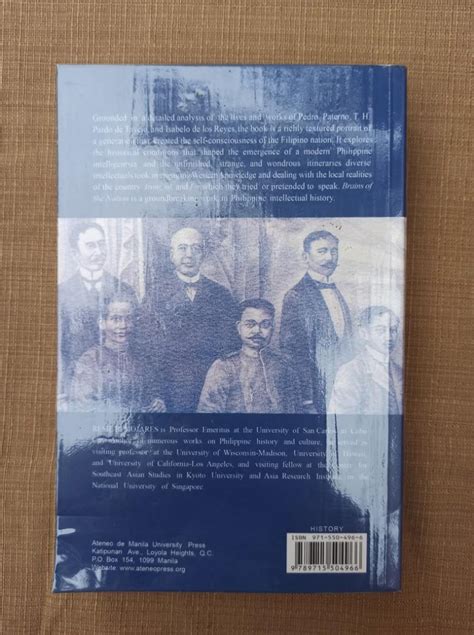 Grounded in a detailed analysis of the lives and works of Pedro Paterno, T. H.
Pardo de Tavera, and Isabelo de los Reyes, the book is a richly textured portrait of
a generation that created the self-consciousness of the Filipino nation. It explores
the historical conditions that shaped the emergence of a modern Philippine
intelligentsia and the unfinished, strange, and wondrous itineraries diverse
intellectuals took in engaging Western knowledge and dealing with the local realities
of the country from, of, and for which they tried or pretended to speak. Brains of
the Nation is a groundbreaking work in Philippine intellectual history.
MOJARES is Professor Emeritus at the University of San Carlos in Cebu
numerous works on Philippine history and culture, served as
visiting professor at the University of Wisconsin-Madison, University of Hawaii,
and University of California-Los Angeles, and visiting fellow at the Center for
Southeast Asian Studies in Kyoto University and Asia Research Institute in the
National University of Singapore.
HISTORY
ISBN 971-550-496-6
9 789715 504966
Ateneo de Manila University Press
Katipunan Ave., Loyola Heights, Q.C.
P.O Box 154, 1099 Manila
Website: www.ateneopress.org